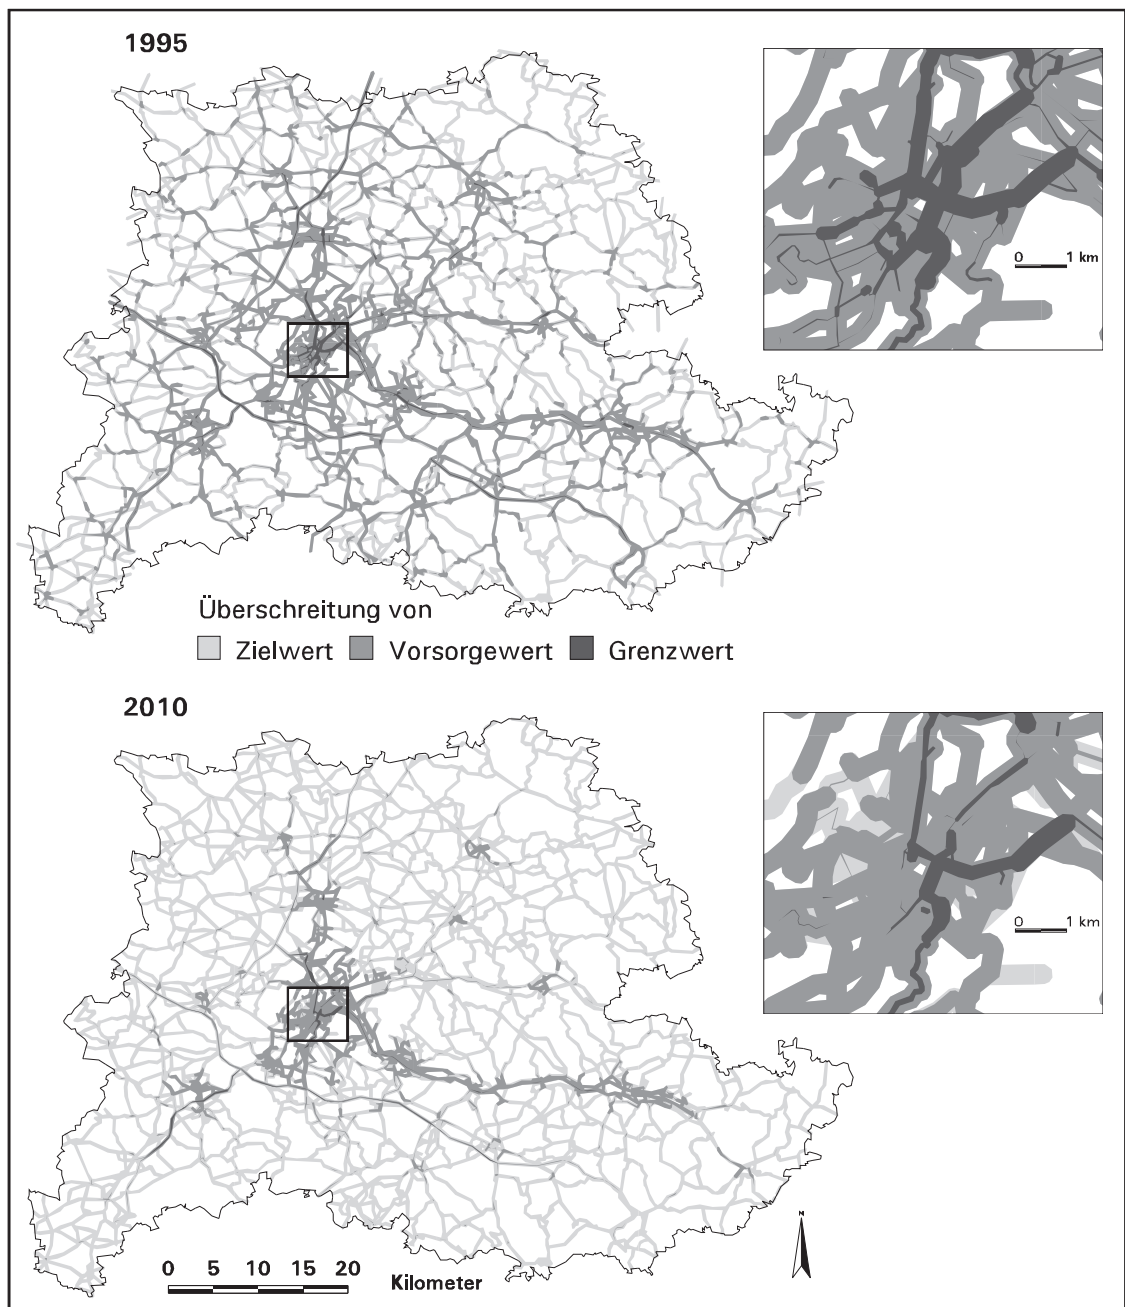 1995
0 1 km
Überschreitung von
Zielwert Vorsorgewert Grenzwert
2010
0 1 km
N
0 5 10 15 20 Kilometer